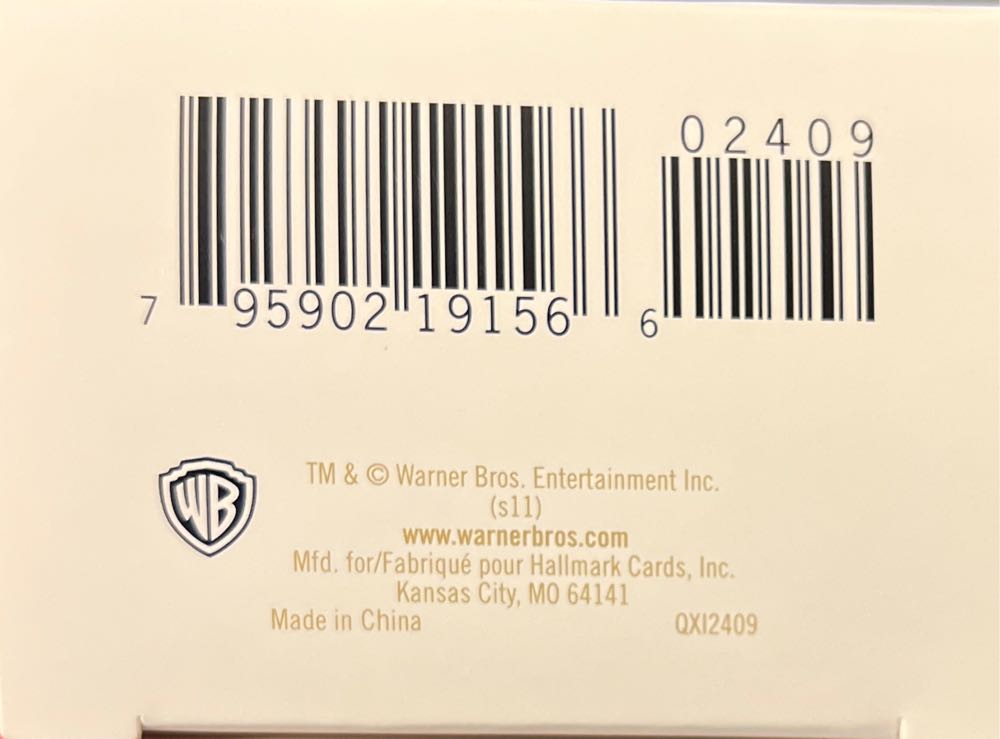 02409
7 95902 19156 6
WB
TM & © Warner Bros. Entertainment Inc.
(s11)
www.warnerbros.com
Mfd. for/Fabriqué pour Hallmark Cards, Inc.
Kansas City, MO 64141
Made in China QXI2409